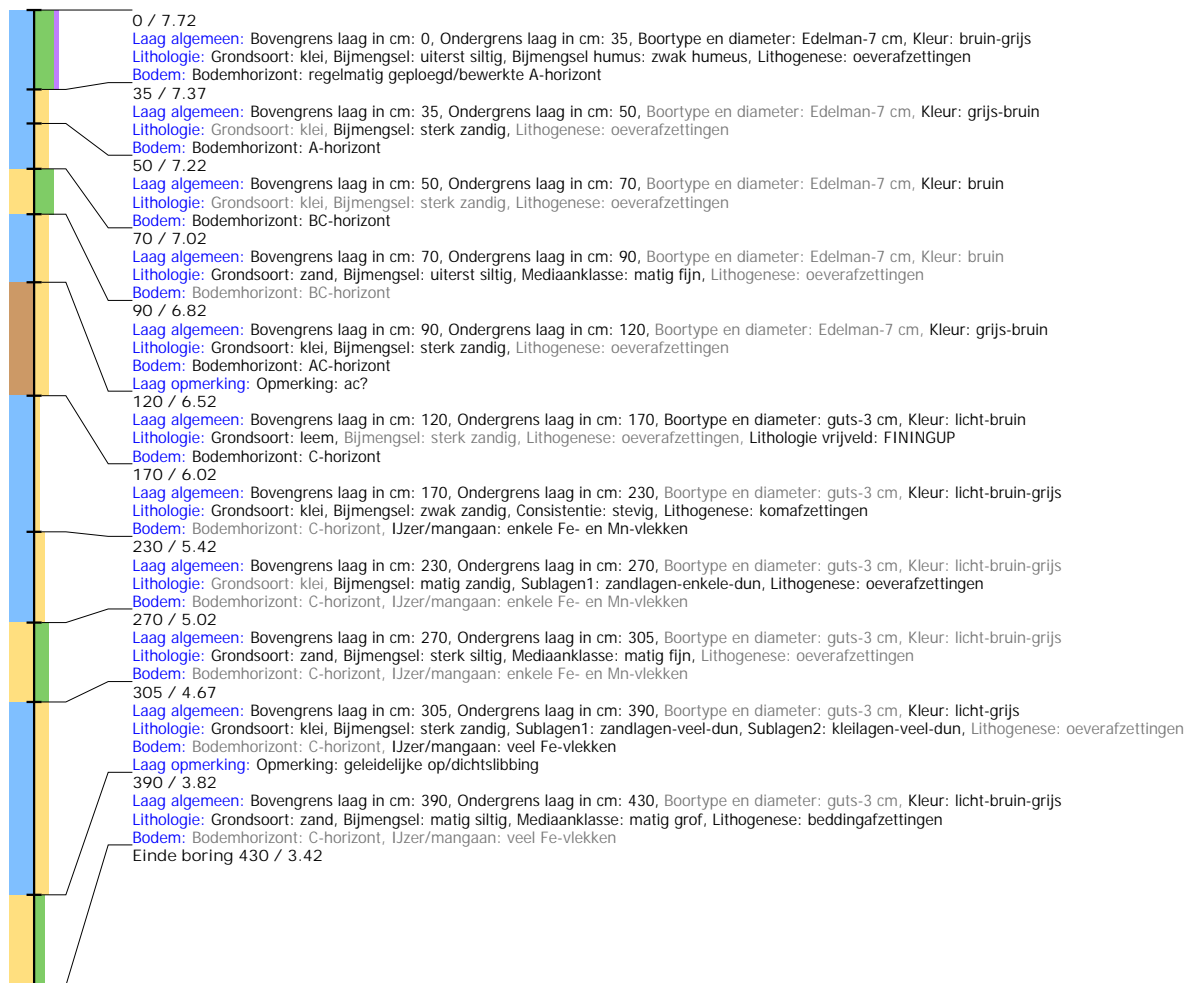 0 / 7.72
Laag algemeen: Bovengrens laag in cm: 0, Ondergrens laag in cm: 35, Boortype en diameter: Edelman-7 cm, Kleur: bruin-grijs
Lithologie: Grondsoort: klei, Bijmengsel: uiterst siltig, Bijmengsel humus: zwak humeus, Lithogenese: oeverafzettingen
Bodem: Bodemhorizont: regelmatig geploegd/bewerkte A-horizont
35 / 7.37
Laag algemeen: Bovengrens laag in cm: 35, Ondergrens laag in cm: 50, Boortype en diameter: Edelman-7 cm, Kleur: grijs-bruin
Lithologie: Grondsoort: klei, Bijmengsel: sterk zandig, Lithogenese: oeverafzettingen
Bodem: Bodemhorizont: A-horizont
50 / 7.22
Laag algemeen: Bovengrens laag in cm: 50, Ondergrens laag in cm: 70, Boortype en diameter: Edelman-7 cm, Kleur: bruin
Lithologie: Grondsoort: klei, Bijmengsel: sterk zandig, Lithogenese: oeverafzettingen
Bodem: Bodemhorizont: BC-horizont
70 / 7.02
Laag algemeen: Bovengrens laag in cm: 70, Ondergrens laag in cm: 90, Boortype en diameter: Edelman-7 cm, Kleur: bruin
Lithologie: Grondsoort: zand, Bijmengsel: uiterst siltig, Mediaanklasse: matig fijn, Lithogenese: oeverafzettingen
Bodem: Bodemhorizont: BC-horizont
90 / 6.82
Laag algemeen: Bovengrens laag in cm: 90, Ondergrens laag in cm: 120, Boortype en diameter: Edelman-7 cm, Kleur: grijs-bruin
Lithologie: Grondsoort: klei, Bijmengsel: sterk zandig, Lithogenese: oeverafzettingen
Bodem: Bodemhorizont: AC-horizont
Laag opmerking: Opmerking: ac?
120 / 6.52
Laag algemeen: Bovengrens laag in cm: 120, Ondergrens laag in cm: 170, Boortype en diameter: guts-3 cm, Kleur: licht-bruin
Lithologie: Grondsoort: leem, Bijmengsel: sterk zandig, Lithogenese: oeverafzettingen, Lithologie vrijveld: FININGUP
Bodem: Bodemhorizont: C-horizont
170 / 6.02
Laag algemeen: Bovengrens laag in cm: 170, Ondergrens laag in cm: 230, Boortype en diameter: guts-3 cm, Kleur: licht-bruin-grijs
Lithologie: Grondsoort: klei, Bijmengsel: zwak zandig, Consistentie: stevig, Lithogenese: komafzettingen
Bodem: Bodemhorizont: C-horizont, IJzer/mangaan: enkele Fe- en Mn-vlekken
230 / 5.42
Laag algemeen: Bovengrens laag in cm: 230, Ondergrens laag in cm: 270, Boortype en diameter: guts-3 cm, Kleur: licht-bruin-grijs
Lithologie: Grondsoort: klei, Bijmengsel: matig zandig, Sublagen1: zandlagen-enkele-dun, Lithogenese: oeverafzettingen
Bodem: Bodemhorizont: C-horizont, IJzer/mangaan: enkele Fe- en Mn-vlekken
270 / 5.02
Laag algemeen: Bovengrens laag in cm: 270, Ondergrens laag in cm: 305, Boortype en diameter: guts-3 cm, Kleur: licht-bruin-grijs
Lithologie: Grondsoort: zand, Bijmengsel: sterk siltig, Mediaanklasse: matig fijn, Lithogenese: oeverafzettingen
Bodem: Bodemhorizont: C-horizont, IJzer/mangaan: enkele Fe- en Mn-vlekken
305 / 4.67
Laag algemeen: Bovengrens laag in cm: 305, Ondergrens laag in cm: 390, Boortype en diameter: guts-3 cm, Kleur: licht-grijs
Lithologie: Grondsoort: klei, Bijmengsel: sterk zandig, Sublagen1: zandlagen-veel-dun, Sublagen2: kleilagen-veel-dun, Lithogenese: oeverafzettingen
Bodem: Bodemhorizont: C-horizont, IJzer/mangaan: veel Fe-vlekken
Laag opmerking: Opmerking: geleidelijke op/dichtslibbing
390 / 3.82
Laag algemeen: Bovengrens laag in cm: 390, Ondergrens laag in cm: 430, Boortype en diameter: guts-3 cm, Kleur: licht-bruin-grijs
Lithologie: Grondsoort: zand, Bijmengsel: matig siltig, Mediaanklasse: matig grof, Lithogenese: beddingafzettingen
Bodem: Bodemhorizont: C-horizont, IJzer/mangaan: veel Fe-vlekken
Einde boring 430 / 3.42